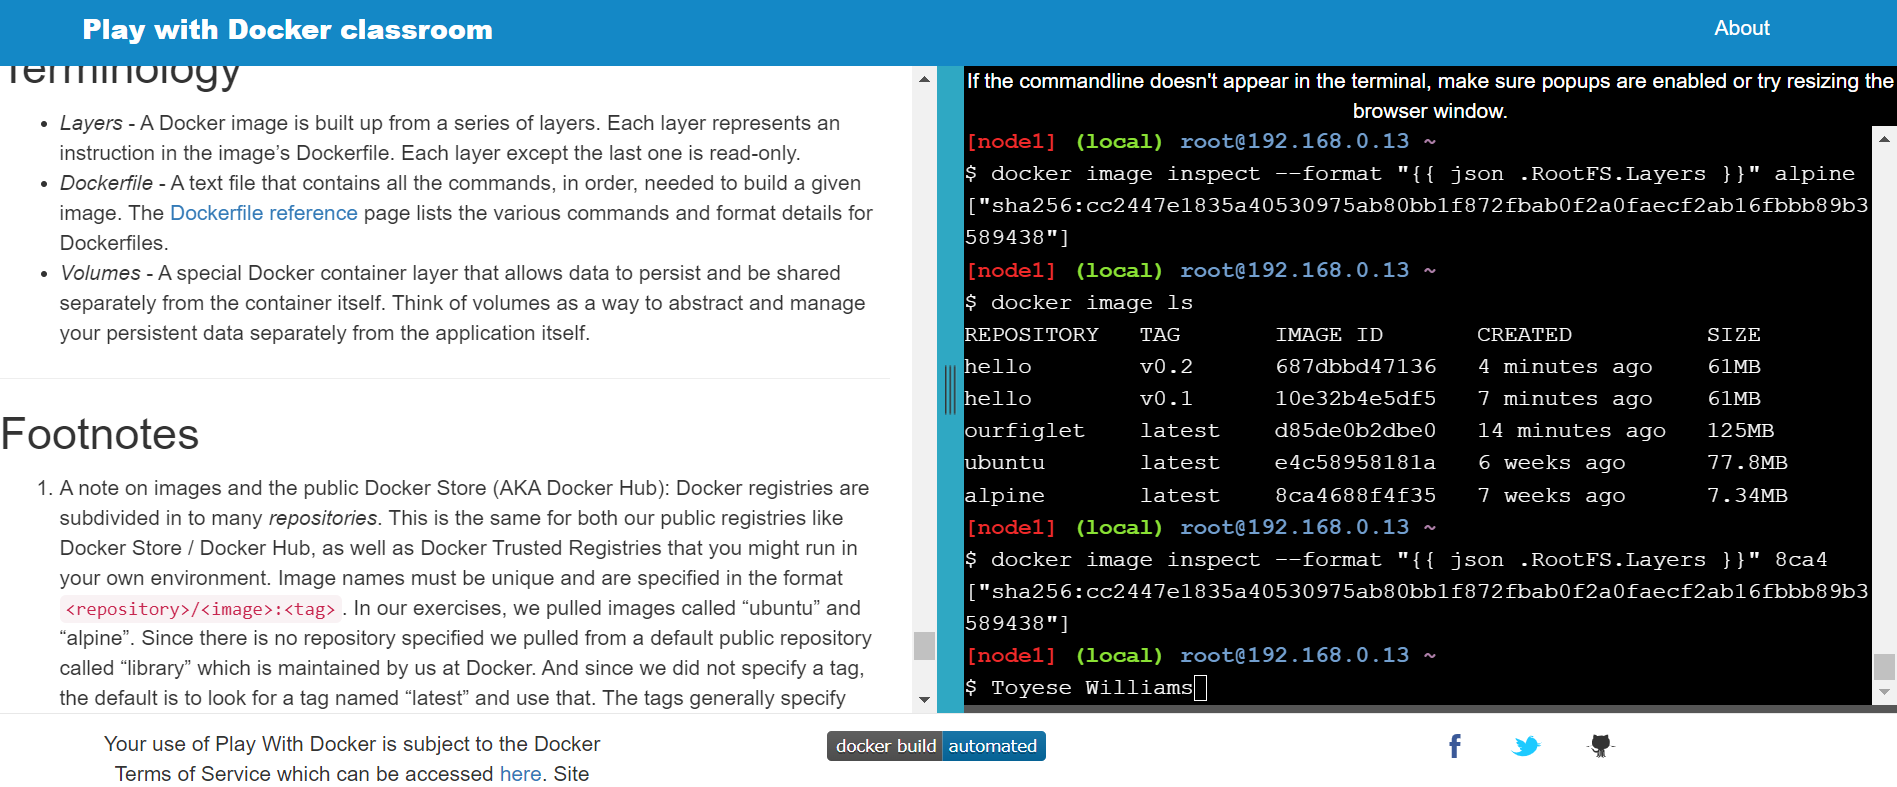 Play with Docker classroom
About
Terminology
• Layers - A Docker image is built up from a series of layers. Each layer represents an
instruction in the image’s Dockerfile. Each layer except the last one is read-only.
• Dockerfile - A text file that contains all the commands, in order, needed to build a given
image. The Dockerfile reference page lists the various commands and format details for
Dockerfiles.
• Volumes - A special Docker container layer that allows data to persist and be shared
separately from the container itself. Think of volumes as a way to abstract and manage
your persistent data separately from the application itself.
Footnotes
1. A note on images and the public Docker Store (AKA Docker Hub): Docker registries are
subdivided in to many repositories. This is the same for both our public registries like
Docker Store / Docker Hub, as well as Docker Trusted Registries that you might run in
your own environment. Image names must be unique and are specified in the format
<repository>/<image>:<tag>. In our exercises, we pulled images called “ubuntu” and
“alpine”. Since there is no repository specified we pulled from a default public repository
called “library” which is maintained by us at Docker. And since we did not specify a tag,
the default is to look for a tag named “latest” and use that. The tags generally specify
If the commandline doesn't appear in the terminal, make sure popups are enabled or try resizing the
browser window.
[node1] (local) root@192.168.0.13 ~
$ docker image inspect --format "{{ json .RootFS.Layers }}" alpine
["sha256:cc2447e1835a40530975ab80bb1f872fbab0f2a0faecf2ab16fbbb89b3
589438"]
[node1] (local) root@192.168.0.13 ~
$ docker image ls
REPOSITORY TAG IMAGE ID CREATED SIZE
hello v0.2 687dbbd47136 4 minutes ago 61MB
hello v0.1 10e32b4e5df5 7 minutes ago 61MB
ourfiglet latest d85de0b2dbe0 14 minutes ago 125MB
ubuntu latest e4c58958181a 6 weeks ago 77.8MB
alpine latest 8ca4688f4f35 7 weeks ago 7.34MB
[node1] (local) root@192.168.0.13 ~
$ docker image inspect --format "{{ json .RootFS.Layers }}" 8ca4
["sha256:cc2447e1835a40530975ab80bb1f872fbab0f2a0faecf2ab16fbbb89b3
589438"]
[node1] (local) root@192.168.0.13 ~
$ Toyese Williams
Your use of Play With Docker is subject to the Docker
Terms of Service which can be accessed here. Site
docker build automated